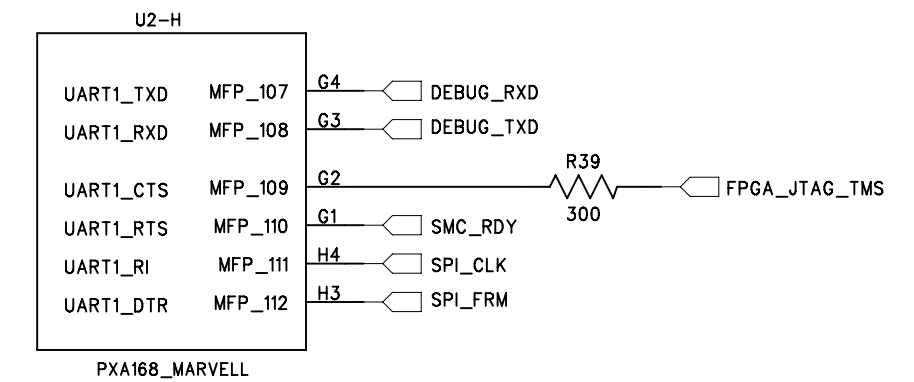 U2-H
UART1_TXD MFP_107 G4 DEBUG_RXD
UART1_RXD MFP_108 G3 DEBUG_TXD
R39
UART1_CTS MFP_109 G2 FPGA_JTAG_TMS
300
UART1_RTS MFP_110 G1 SMC_RDY
UART1_RI MFP_111 H4 SPI_CLK
UART1_DTR MFP_112 H3 SPI_FRM
PXA168_MARVELL